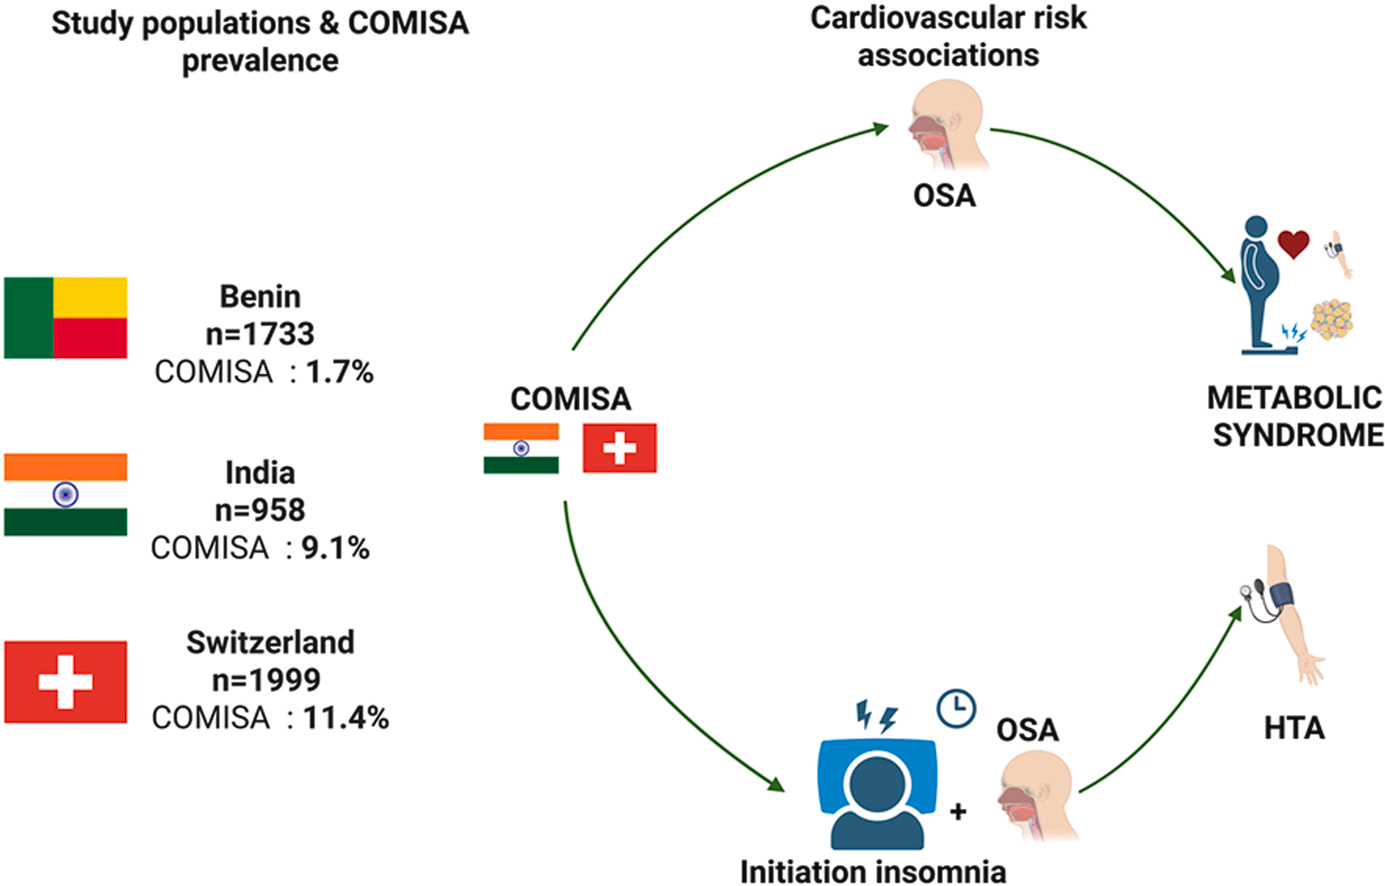 Study populations & COMISA
prevalence
Benin
n=1733
COMISA : 1.7%
India
n=958
COMISA : 9.1%
Switzerland
n=1999
COMISA : 11.4%
Cardiovascular risk
associations
OSA
COMISA
METABOLIC
SYNDROME
OSA
+
Initiation insomnia
HTA